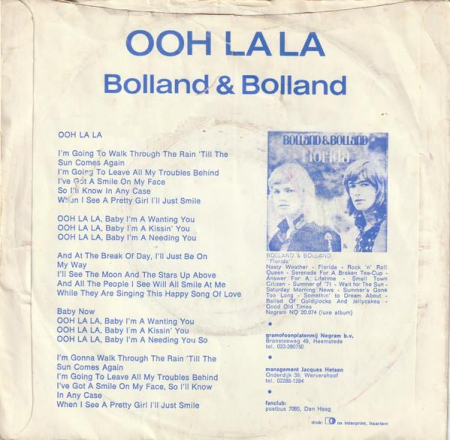 OOH LA LA
Bolland & Bolland
OOH LA LA
I'm Going To Walk Through The Rain 'Till The
Sun Comes Again
I'm Going To Leave All My Troubles Behind
I've Got A Smile On My Face
So I'll Know In Any Case
When I See A Pretty Girl I'll Just Smile
OOH LA LA, Baby I'm A Wanting You
OOH LA LA, Baby I'm A Kissin' You
OOH LA LA, Baby I'm A Needing You
And At The Break Of Day, I'll Just Be On
My Way
I'll See The Moon And The Stars Up Above
And All The People I See Will All Smile At Me
While They Are Singing This Happy Song Of Love
Baby Now
OOH LA LA, Baby I'm A Wanting You
OOH LA LA, Baby I'm A Kissin' You
OOH LA LA, Baby I'm A Needing You So
I'm Gonna Walk Through The Rain 'Till The
Sun Comes Again
I'm Going To Leave All My Troubles Behind
I've Got A Smile On My Face, So I'll Know
In Any Case
When I See A Pretty Girl I'll Just Smile
BOLLAND & BOLLAND
Florida
BOLLAND & BOLLAND
"Florida"
Nasty Weather - Florida - Rock 'n' Roll
Queen - Serenade For A Broken Tea-Cup -
Answer For A Lifetime - Small Town
Citizen - Summer of '71 - Wait for The Sun -
Saturday Morning News - Summer's Gone
Too Long - Somethin' to Dream About -
Ballad Of Goldijocks And Jellycakes -
Good Old Times
Negram NQ 20.074 (luxe album)
gramofoonplatenmij Negram b.v.
Bronsteeweg 49, Heemstede
tel. 023-280750
management Jacques Hetsen
Onderdijk 39, Wervershoof
tel. 02288-1284
fanclub:
postbus 7080, Den Haag
druk: en interprint, haarlem